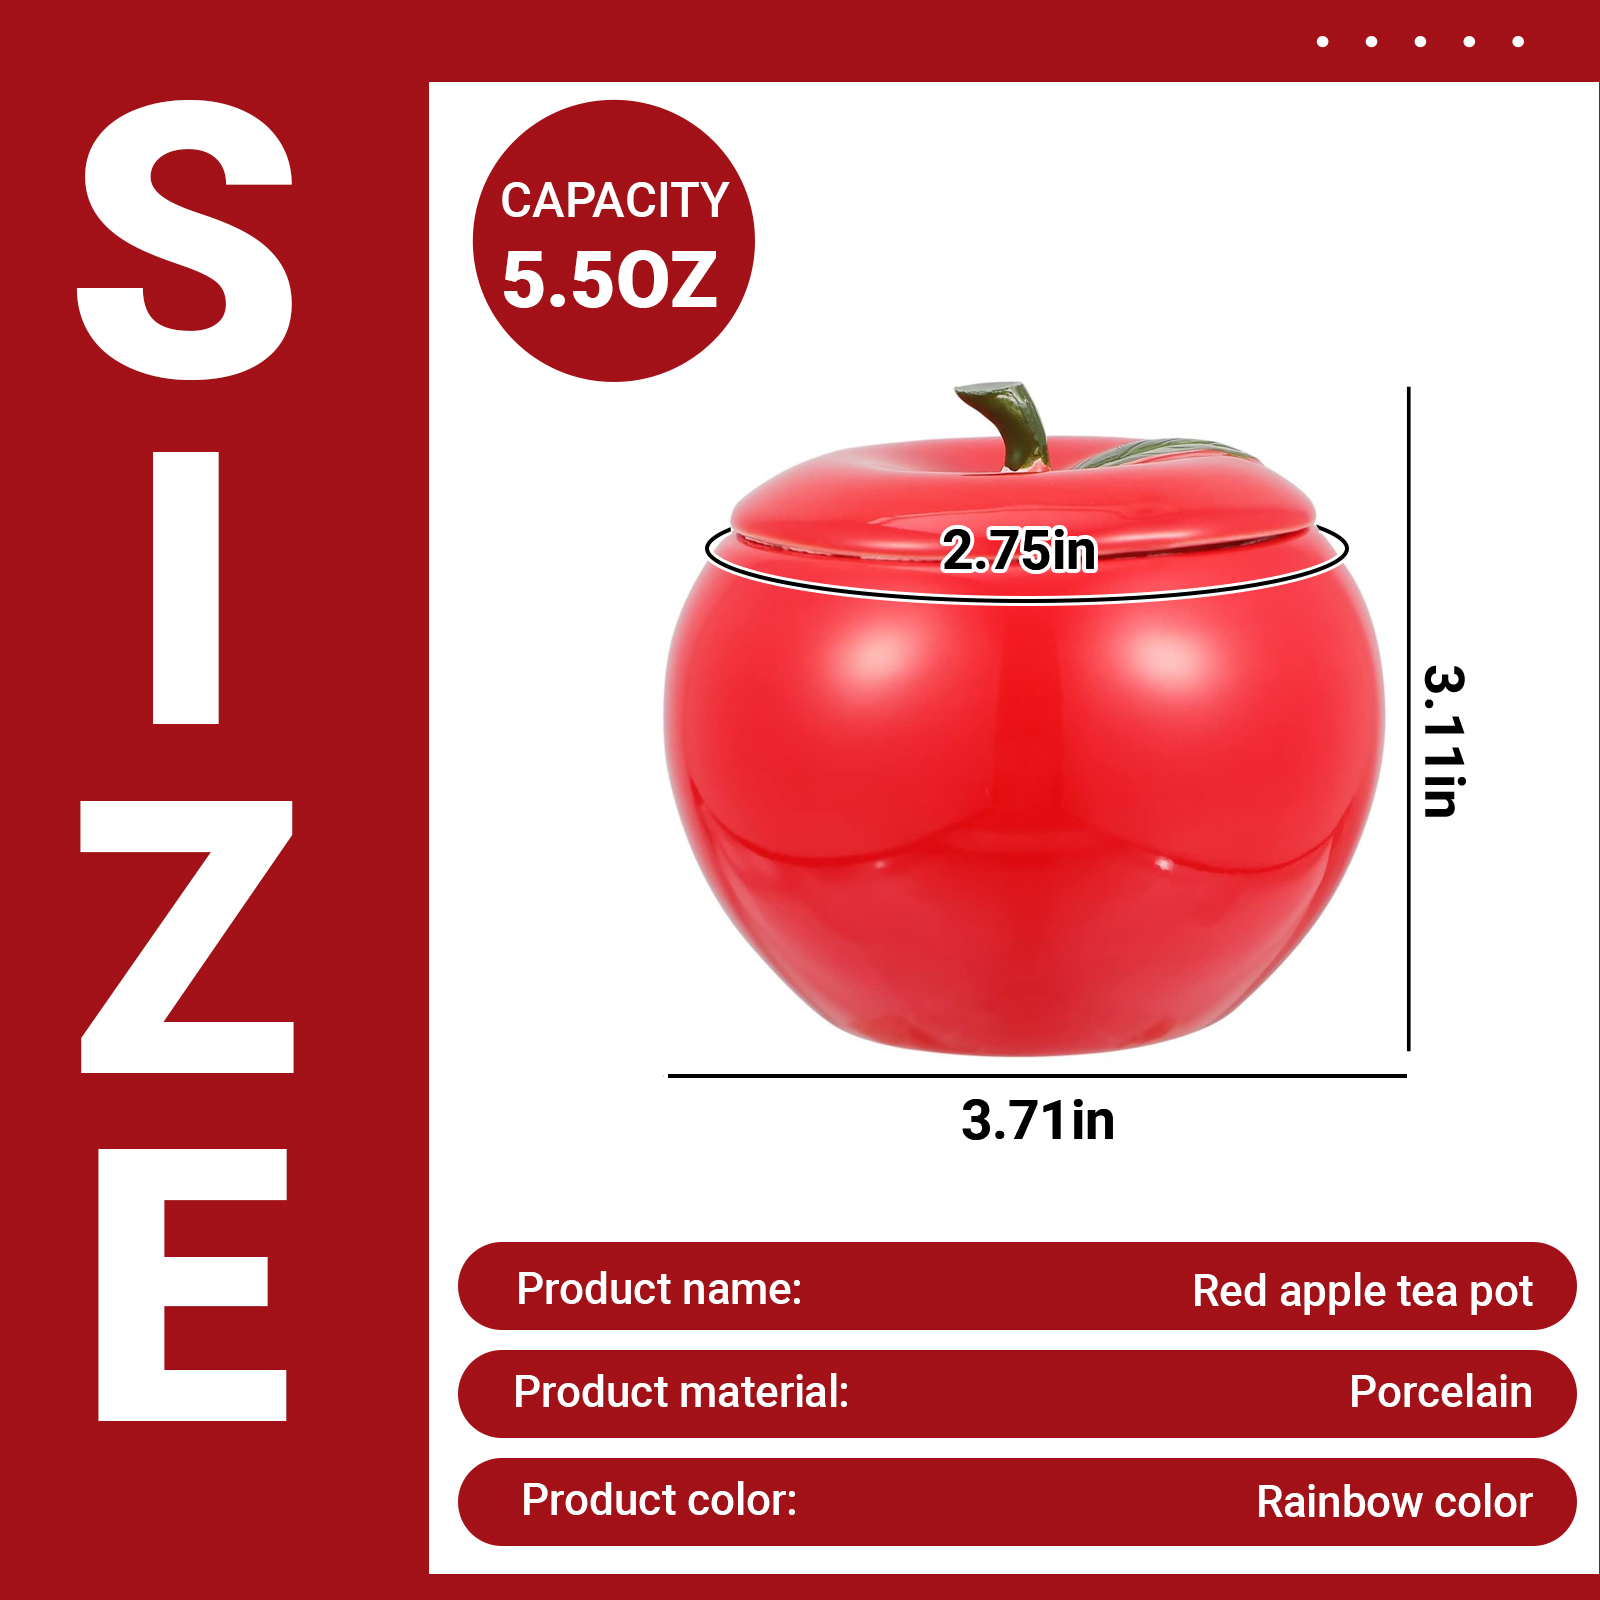 SIZE
CAPACITY
5.5OZ
2.75in
3.11in
3.71in
Product name: Red apple tea pot
Product material: Porcelain
Product color: Rainbow color